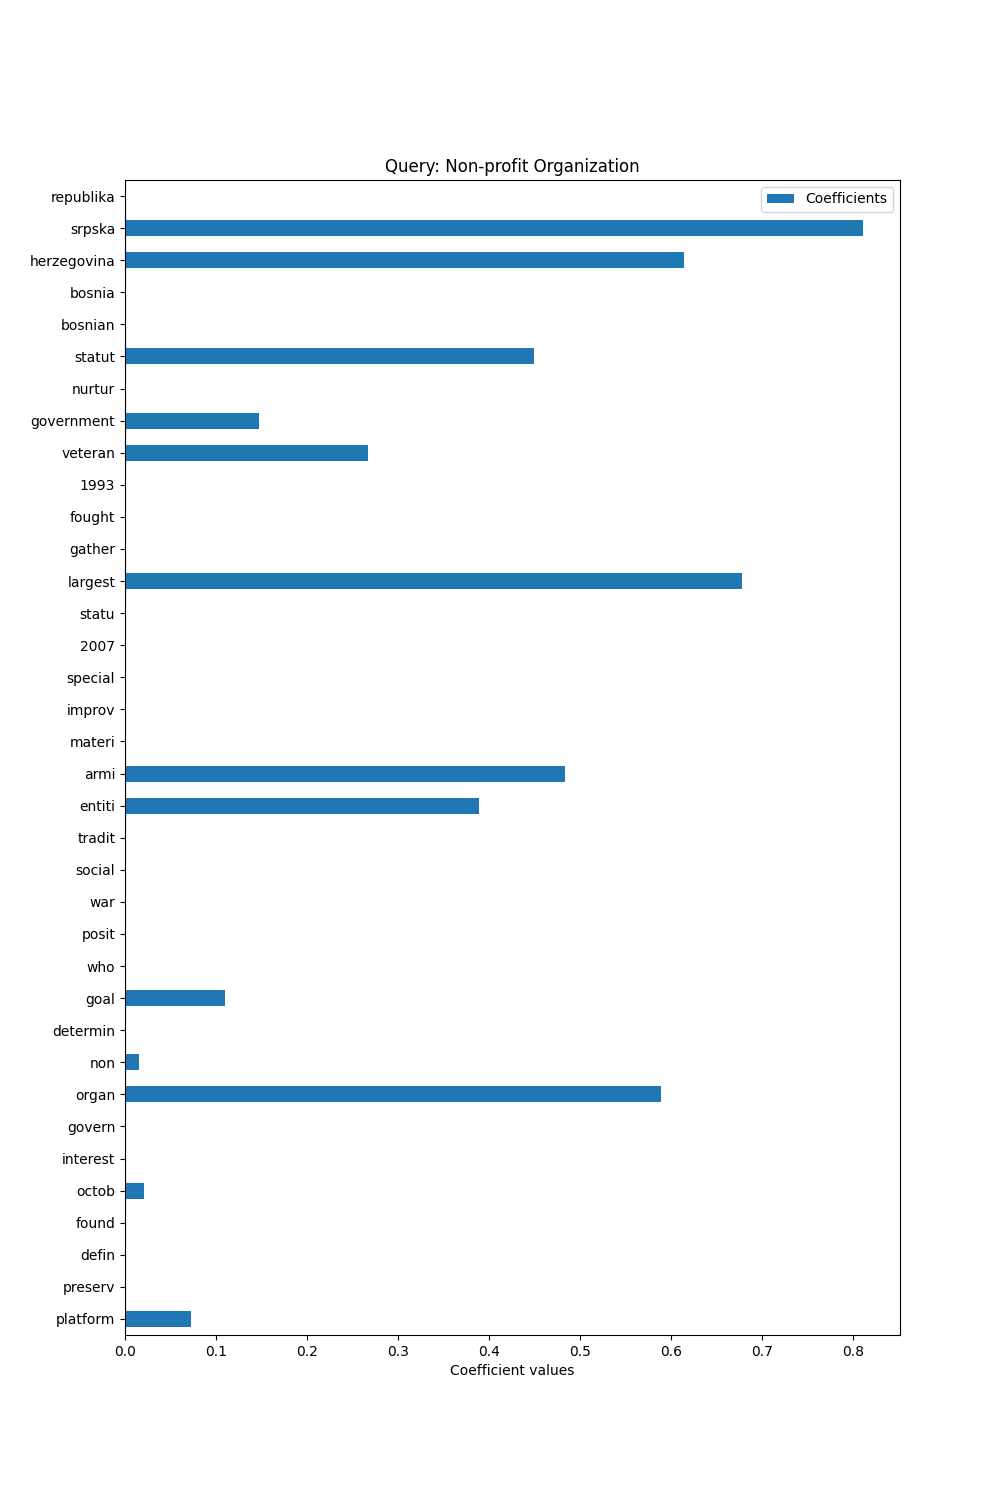 Query: Non-profit Organization
Coefficients
republika
srpska
herzegovina
bosnia
bosnian
statut
nurtur
government
veteran
1993
fought
gather
largest
statu
2007
special
improv
materi
armi
entiti
tradit
social
war
posit
who
goal
determin
non
organ
govern
interest
octob
found
defin
preserv
platform
0.0 0.1 0.2 0.3 0.4 0.5 0.6 0.7 0.8
Coefficient values